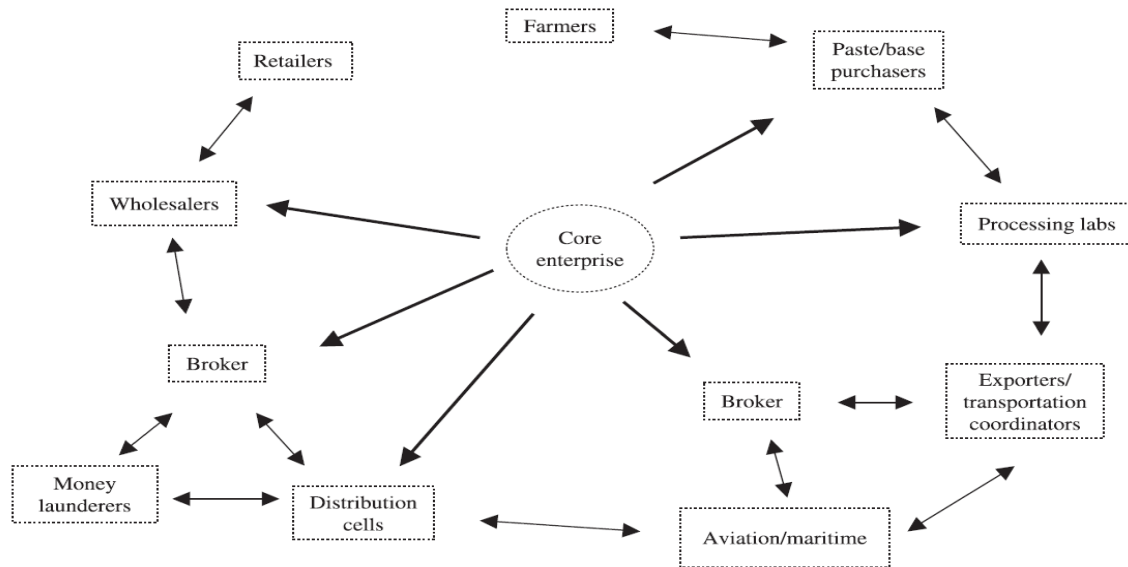 Farmers
Paste/base
purchasers
Retailers
Wholesalers
Core
enterprise
Processing labs
Broker
Broker
Exporters/
transportation
coordinators
Money
launderers
Distribution
cells
Aviation/maritime